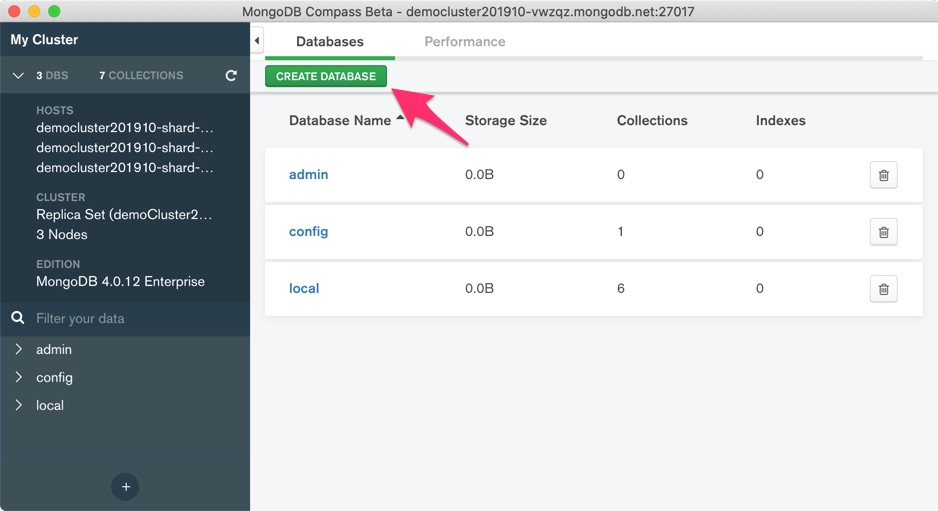 MongoDB Compass Beta - democluster201910-vwzqz.mongodb.net:27017
My Cluster
3 DBS 7 COLLECTIONS
HOSTS
democluster201910-shard-...
democluster201910-shard-...
democluster201910-shard-...
CLUSTER
Replica Set (demoCluster2...
3 Nodes
EDITION
MongoDB 4.0.12 Enterprise
Filter your data
admin
config
local
Databases Performance
CREATE DATABASE
Database Name Storage Size Collections Indexes
admin 0.0B 0 0
config 0.0B 1 0
local 0.0B 6 0